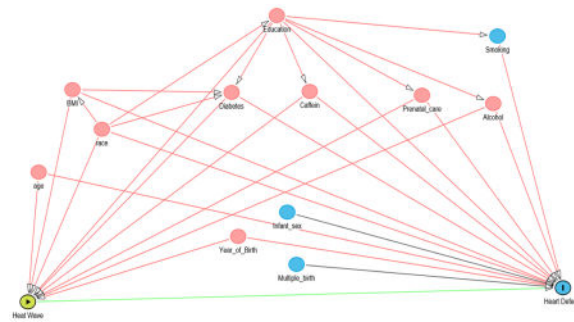 Education
Smoking
BMI
Diabetes
Caffein
Prenatal_care
Alcohol
race
age
Infant_sex
Year_of_Birth
Multiple_birth
Heat Wave
Heart Defe